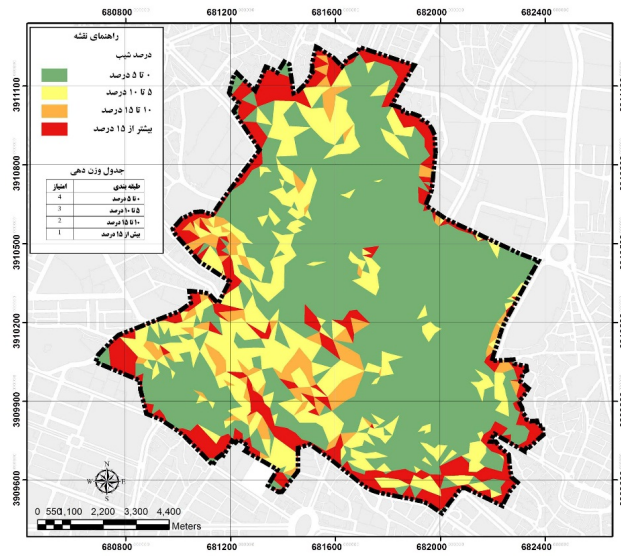 680800 681200 681600 682000 682400
راهنمای نقشه
درصد شیب
۰ تا ۵ درصد
۵ تا ۱۰ درصد
۱۰ تا ۱۵ درصد
بیشتر از ۱۵ درصد
جدول وزن دهی
طبقه بندی امتیاز
۰ تا ۵ درصد 4
۵ تا ۱۰ درصد 3
۱۰ تا ۱۵ درصد 2
بیش از ۱۵ درصد 1
3911100
3910800
3910500
3910200
3909900
3909600
N
W E
S
0 550 1,100 2,200 3,300 4,400
Meters
680800 681200 681600 682000 682400